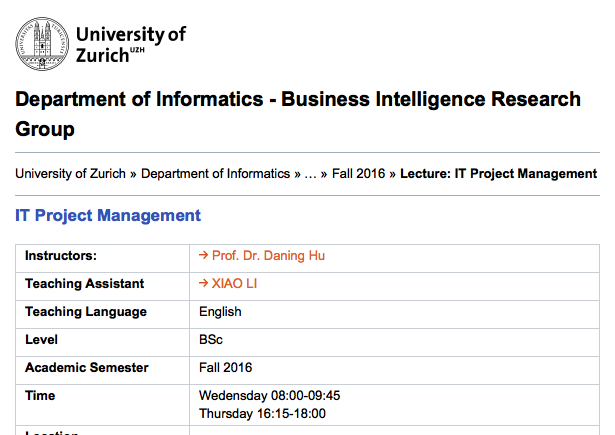 University of
Zurich UZH
Department of Informatics - Business Intelligence Research
Group
University of Zurich » Department of Informatics » ... » Fall 2016 » Lecture: IT Project Management
IT Project Management
Instructors: → Prof. Dr. Daning Hu
Teaching Assistant → XIAO LI
Teaching Language English
Level BSc
Academic Semester Fall 2016
Time Wedensday 08:00-09:45
Thursday 16:15-18:00